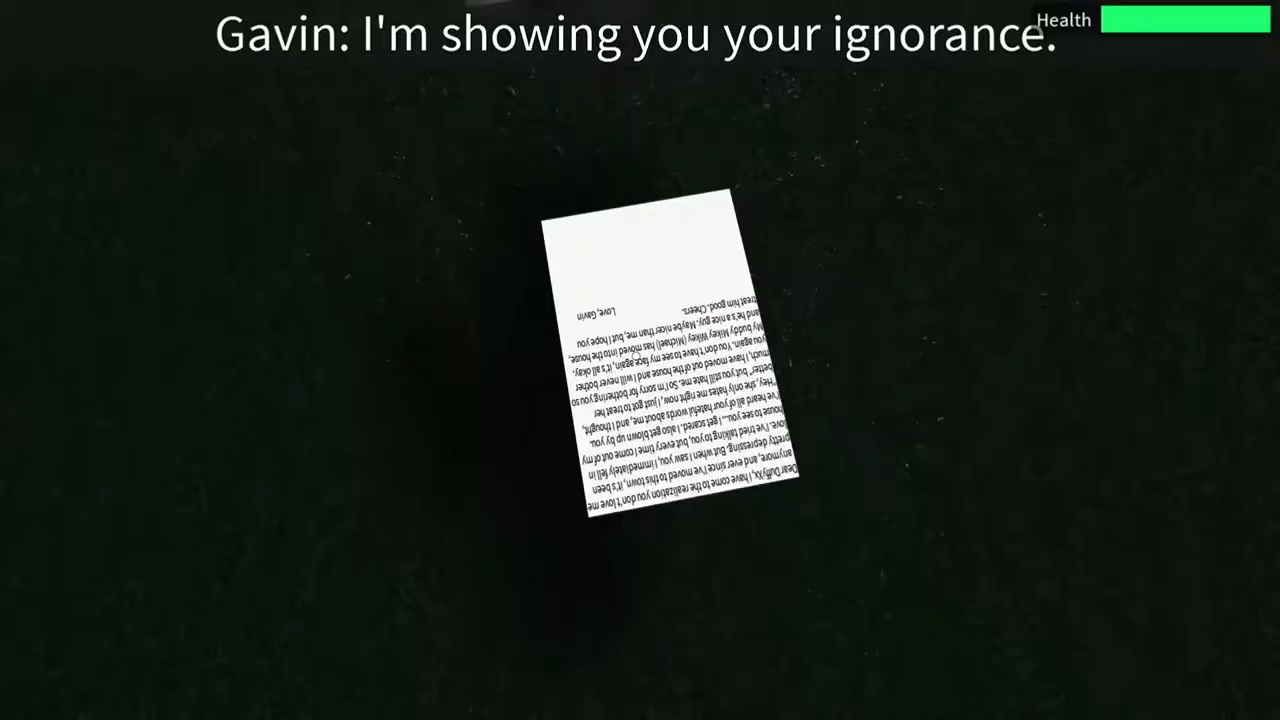 Gavin: I'm showing you your ignorance.
Health
Dear DuffyXx, I have come to the realization you don't love me
anymore, and ever since I've moved to this town, it's been
pretty depressing. But when I saw you, I immediately fell in
love. I've tried talking to you, but every time I come out of my
house to see you... I get scared. I also get blown up by you.
I've heard all of your hateful words about me, and I thought,
"Hey, she only hates me right now, I just got to treat her
better," but you still hate me. So I'm sorry for bothering you so
much, I have moved out of the house and I will never bother
you again. You don't have to see my face again, it's all okay.
My buddy Mikey Wikey (Michael) has moved into the house,
and he's a nice guy. Maybe nicer than me, but I hope you
treat him good. Cheers.
Love, Gavin